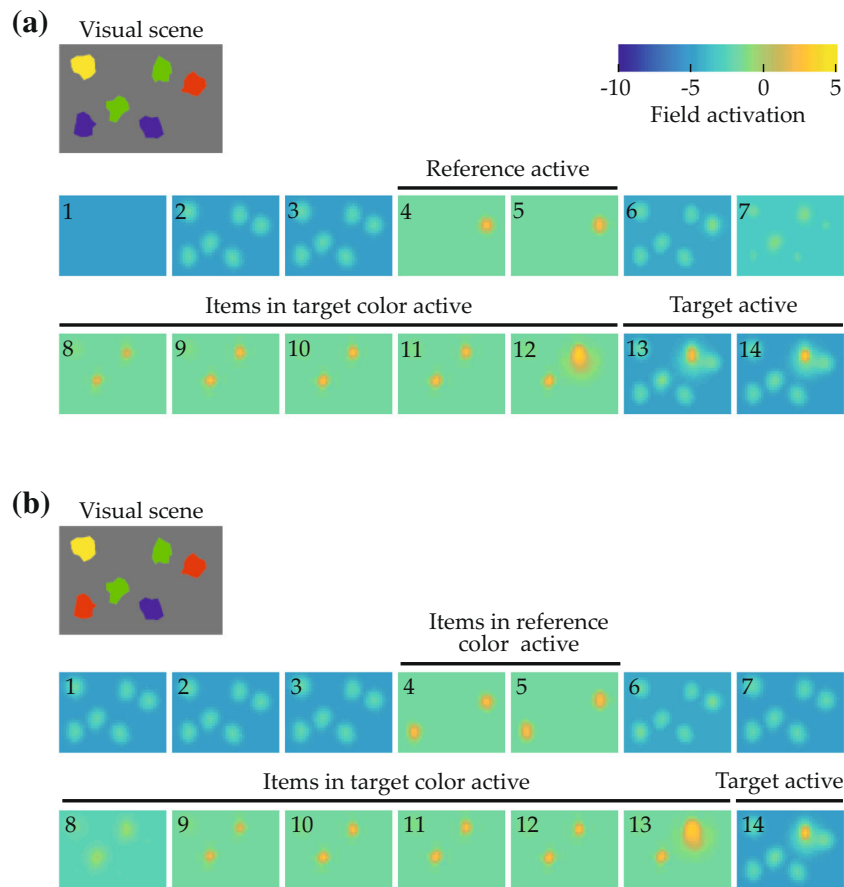 (a)
Visual scene
-10 -5 0 5
Field activation
Reference active
1 2 3 4 5 6 7
Items in target color active Target active
8 9 10 11 12 13 14
(b)
Visual scene
Items in reference
color active
1 2 3 4 5 6 7
Items in target color active Target active
8 9 10 11 12 13 14